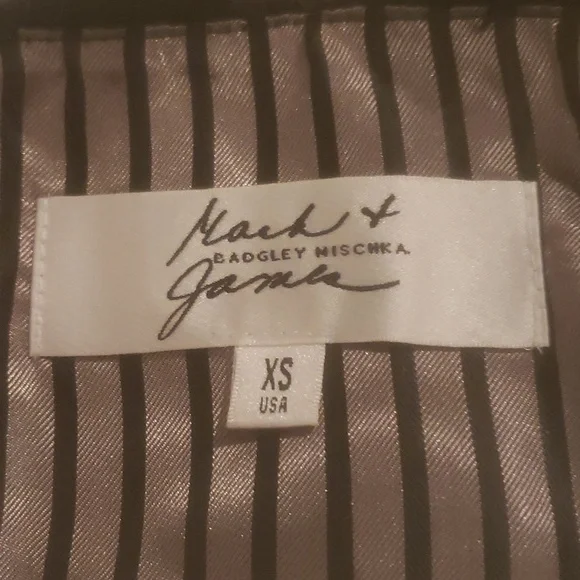 Mark +
BADGLEY MISCHKA
James
XS
USA